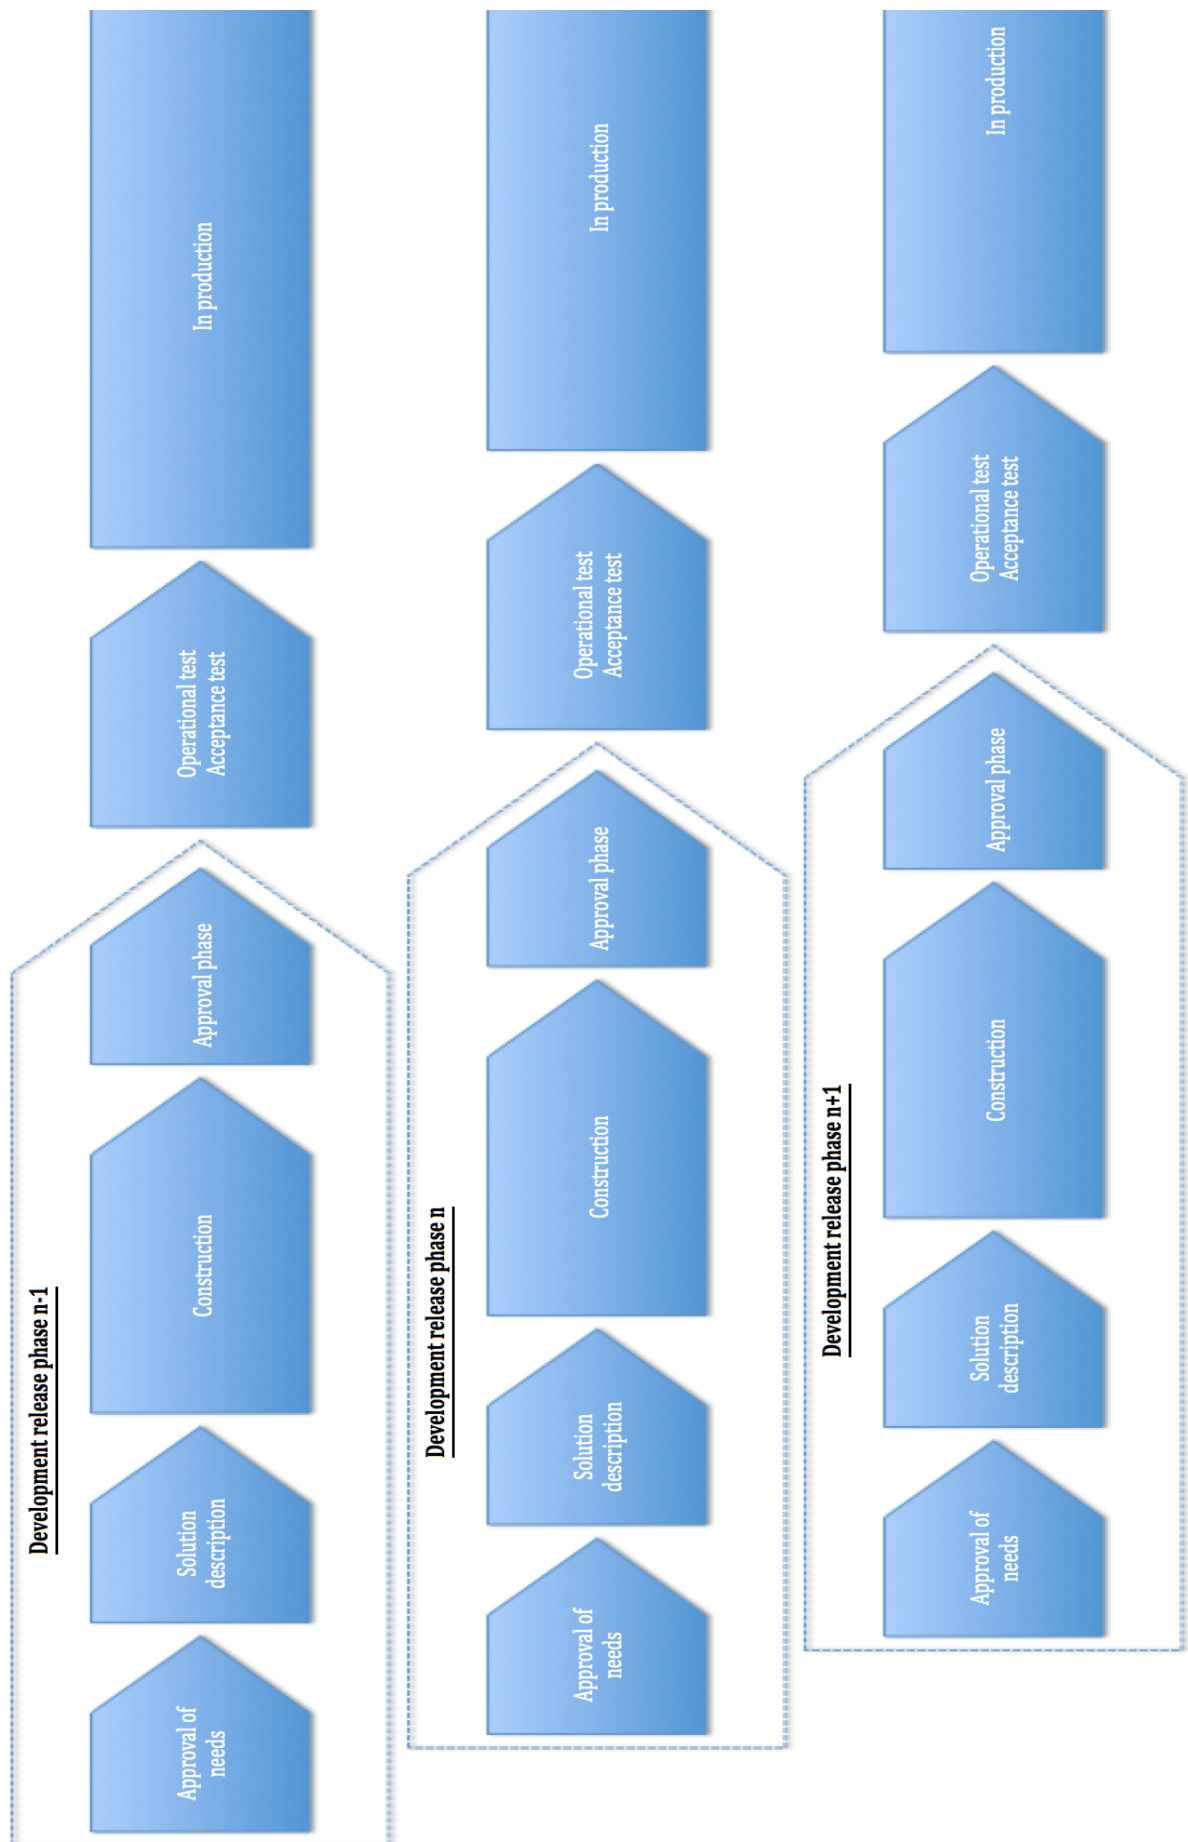 Development release phase n-1
Approval of
needs
Solution
description
Construction
Approval phase
Operational test
Acceptance test
In production
Development release phase n
Approval of
needs
Solution
description
Construction
Approval phase
Operational test
Acceptance test
In production
Development release phase n+1
Approval of
needs
Solution
description
Construction
Approval phase
Operational test
Acceptance test
In production